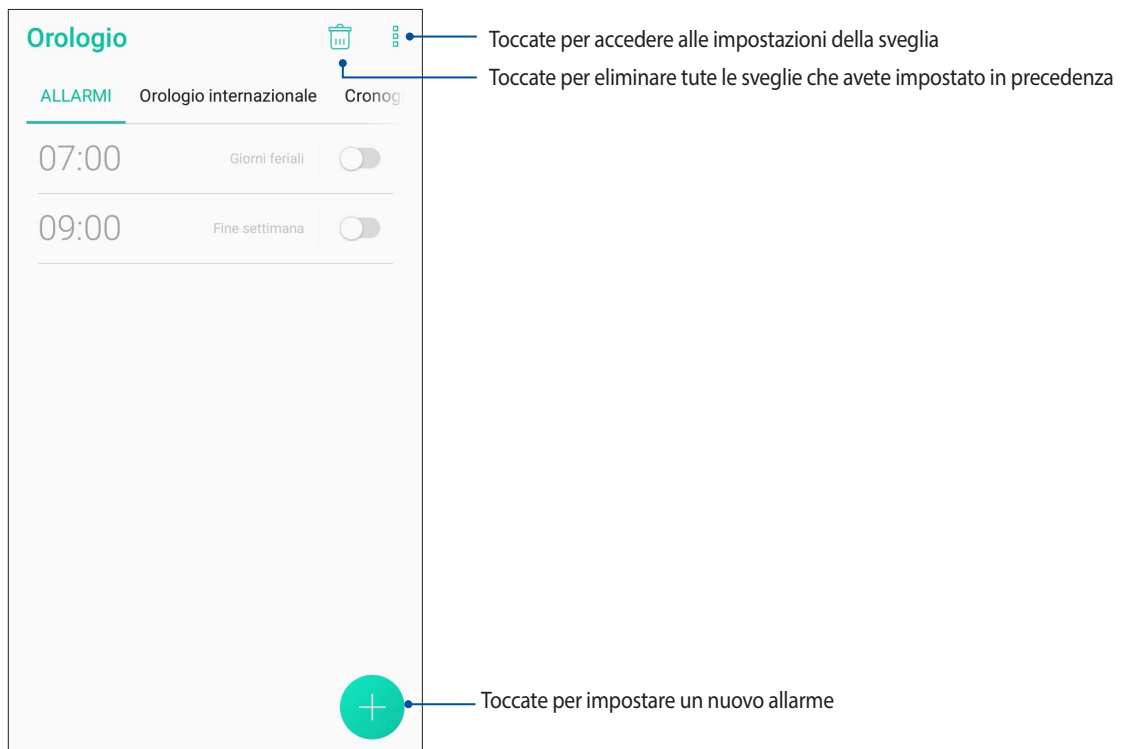 Orologio
Toccate per accedere alle impostazioni della sveglia
Toccate per eliminare tute le sveglie che avete impostato in precedenza
ALLARMI Orologio internazionale Cronog
07:00 Giorni feriali
09:00 Fine settimana
Toccate per impostare un nuovo allarme